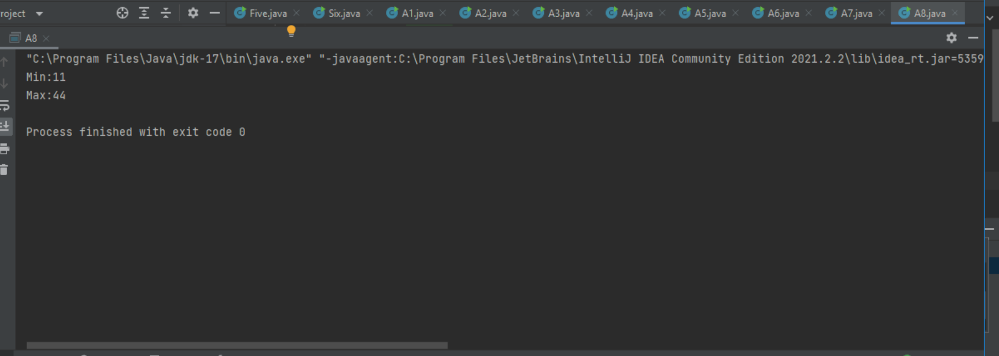 roject
Five.java Six.java A1.java A2.java A3.java A4.java A5.java A6.java A7.java A8.java
A8
"C:\Program Files\Java\jdk-17\bin\java.exe" "-javaagent:C:\Program Files\JetBrains\IntelliJ IDEA Community Edition 2021.2.2\lib\idea_rt.jar=5359
Min:11
Max:44
Process finished with exit code 0